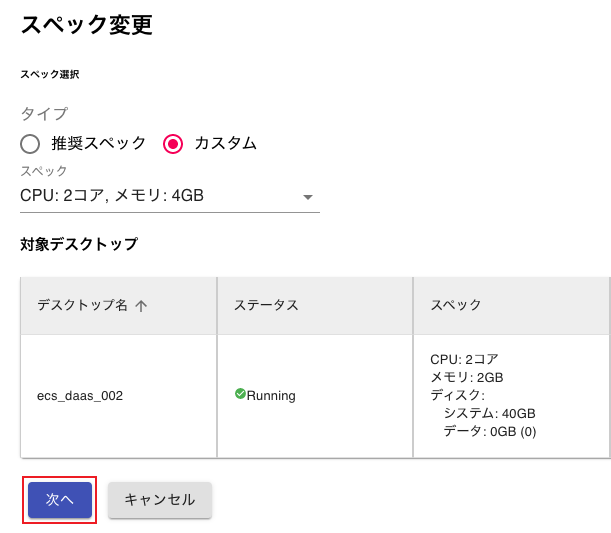 スペック変更
スペック選択
タイプ
推奨スペック カスタム
スペック
CPU: 2コア, メモリ: 4GB
対象デスクトップ
デスクトップ名 ↑ ステータス スペック
ecs_daas_002 Running
CPU: 2コア
メモリ: 2GB
ディスク:
システム: 40GB
データ: 0GB (0)
次へ キャンセル